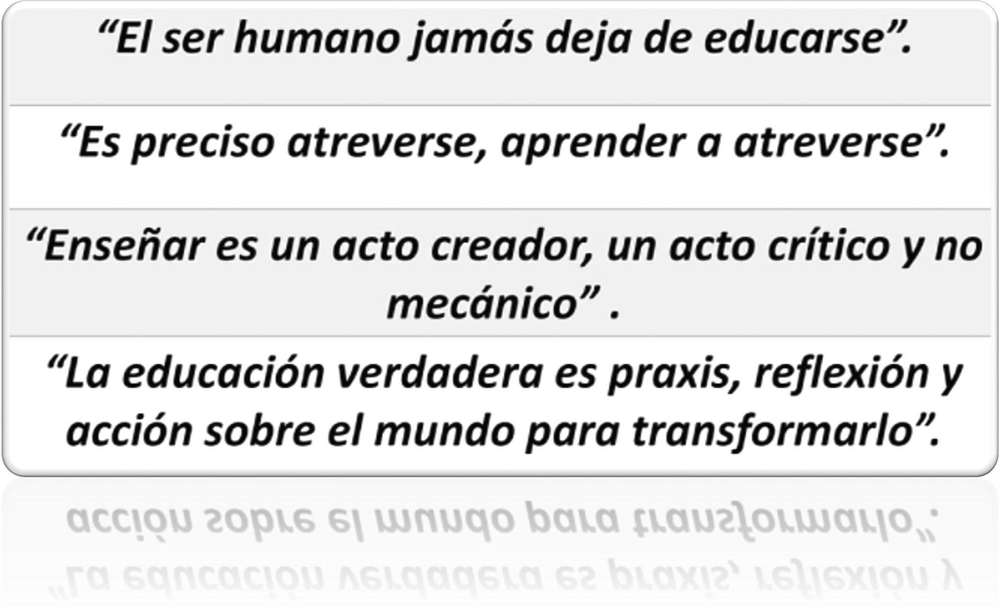 “El ser humano jamás deja de educarse”.
“Es preciso atreverse, aprender a atreverse”.
“Enseñar es un acto creador, un acto crítico y no
mecánico” .
“La educación verdadera es praxis, reflexión y
acción sobre el mundo para transformarlo”.